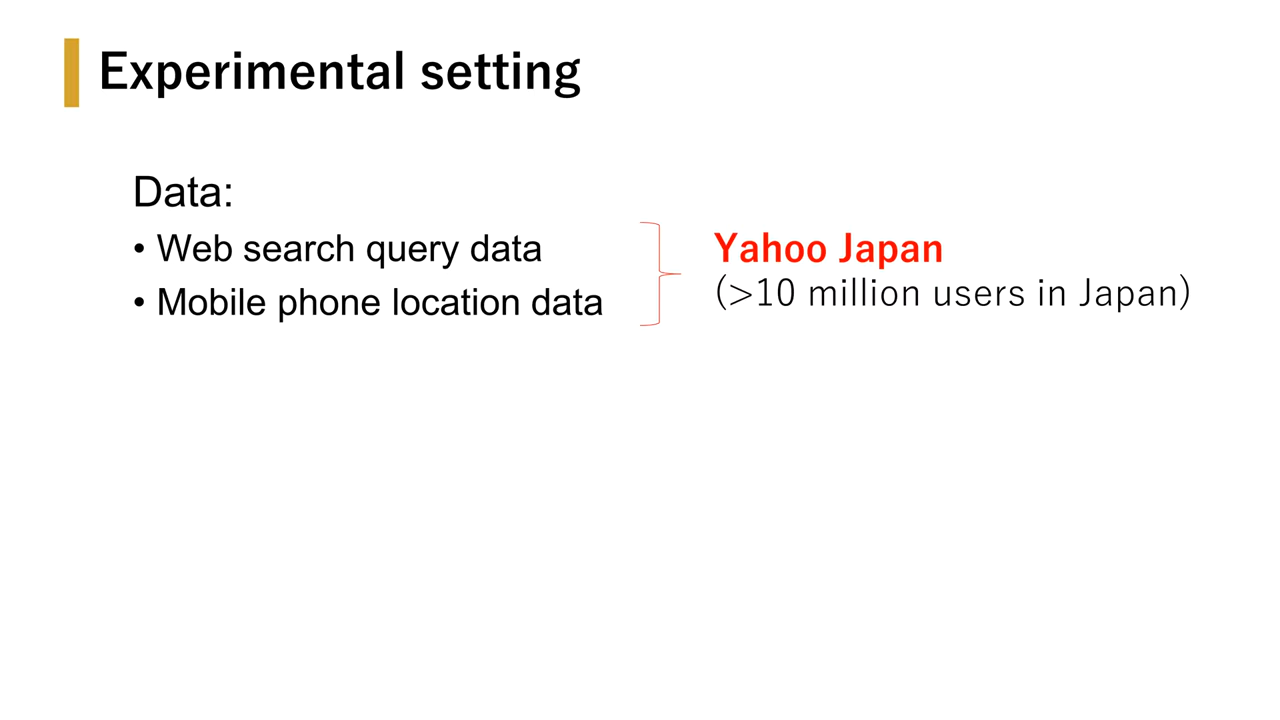 Experimental setting
Data:
• Web search query data
• Mobile phone location data
Yahoo Japan
(>10 million users in Japan)